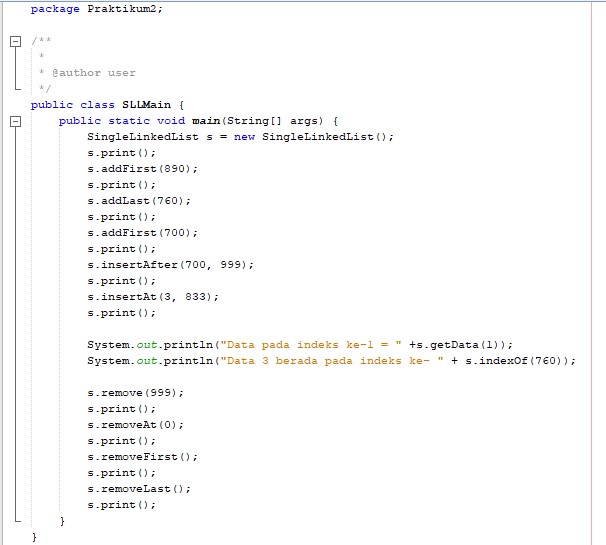 package Praktikum2;
/**
 *
 * @author user
 */
public class SLLMain {
    public static void main(String[] args) {
        SingleLinkedList s = new SingleLinkedList();
        s.print();
        s.addFirst(890);
        s.print();
        s.addLast(760);
        s.print();
        s.addFirst(700);
        s.print();
        s.insertAfter(700, 999);
        s.print();
        s.insertAt(3, 833);
        s.print();
        System.out.println("Data pada indeks ke-1 = " +s.getData(1));
        System.out.println("Data 3 berada pada indeks ke- " + s.indexOf(760));
        s.remove(999);
        s.print();
        s.removeAt(0);
        s.print();
        s.removeFirst();
        s.print();
        s.removeLast();
        s.print();
    }
}